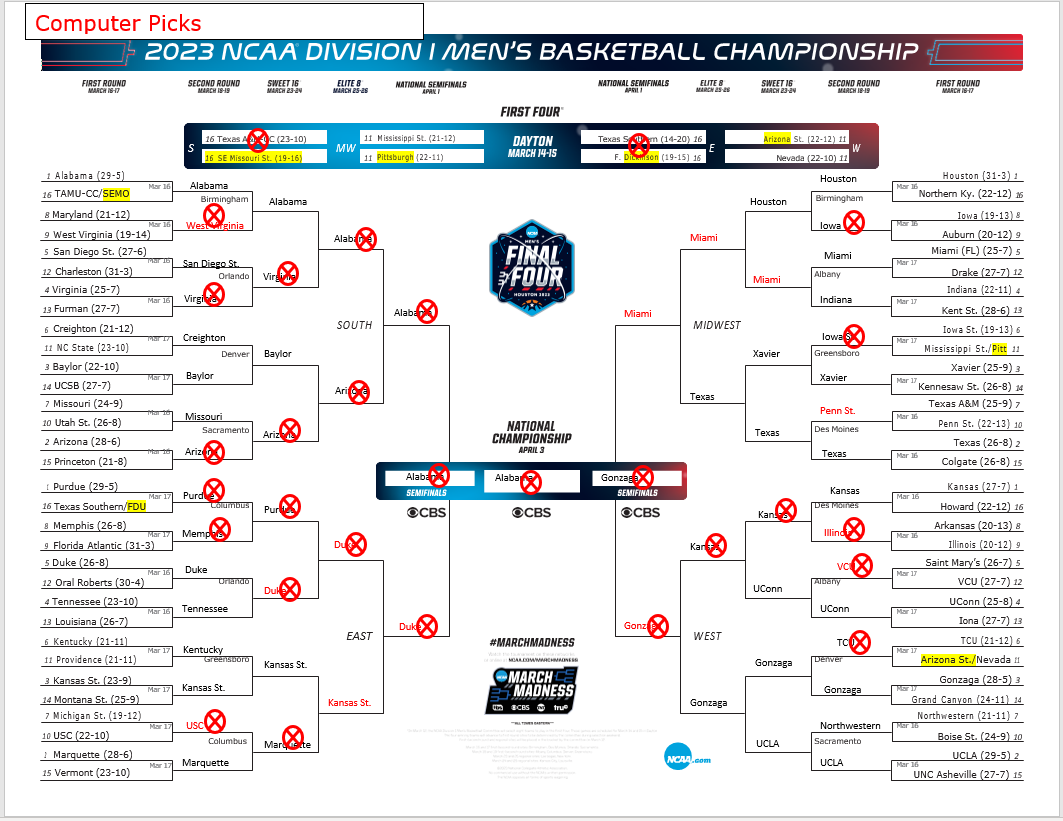 Computer Picks
2023 NCAA® DIVISION I MEN'S BASKETBALL CHAMPIONSHIP
FIRST ROUND
MARCH 16-17
SECOND ROUND
MARCH 18-19
SWEET 16®
MARCH 23-24
ELITE 8®
MARCH 25-26
NATIONAL SEMIFINALS
APRIL 1
NATIONAL SEMIFINALS
APRIL 1
ELITE 8®
MARCH 25-26
SWEET 16®
MARCH 23-24
SECOND ROUND
MARCH 18-19
FIRST ROUND
MARCH 16-17
FIRST FOUR®
S
16 Texas (23-10)
16 SE Missouri St. (19-16)
MW
11 Mississippi St. (21-12)
11 Pittsburgh (22-11)
DAYTON
MARCH 14-15
Texas Southern (14-20) 16
F. Dickinson (19-15) 16
E
Arizona St. (22-12) 11
Nevada (22-10) 11
W
1 Alabama (29-5)
Mar 16
16 TAMU-CC/SEMO
8 Maryland (21-12)
Mar 16
9 West Virginia (19-14)
5 San Diego St. (27-6)
Mar 16
12 Charleston (31-3)
4 Virginia (25-7)
Mar 16
13 Furman (27-7)
6 Creighton (21-12)
Mar 17
11 NC State (23-10)
3 Baylor (22-10)
Mar 17
14 UCSB (27-7)
7 Missouri (24-9)
Mar 16
10 Utah St. (26-8)
2 Arizona (28-6)
Mar 16
15 Princeton (21-8)
1 Purdue (29-5)
Mar 17
16 Texas Southern/FDU
8 Memphis (26-8)
Mar 17
9 Florida Atlantic (31-3)
5 Duke (26-8)
Mar 16
12 Oral Roberts (30-4)
4 Tennessee (23-10)
Mar 16
13 Louisiana (26-7)
6 Kentucky (21-11)
Mar 17
11 Providence (21-11)
3 Kansas St. (23-9)
Mar 17
14 Montana St. (25-9)
7 Michigan St. (19-12)
Mar 17
10 USC (22-10)
1 Marquette (28-6)
Mar 17
15 Vermont (23-10)
Alabama
Birmingham
West Virginia
San Diego St.
Orlando
Virginia
Creighton
Denver
Baylor
Missouri
Sacramento
Arizona
Purdue
Columbus
Memphis
Duke
Orlando
Tennessee
Kentucky
Greensboro
Kansas St.
USC
Columbus
Marquette
Alabama
Virginia
Baylor
Arizona
Purdue
Duke
Kansas St.
Marquette
Alabama
Arizona
Duke
Kansas St.
Alabama
Duke
SOUTH
EAST
MEN'S
FINAL
FOUR
HOUSTON 2023
NATIONAL
CHAMPIONSHIP
APRIL 3
Alabama
SEMIFINALS
Alabama
Gonzaga
SEMIFINALS
CBS
CBS
CBS
#MARCHMADNESS
NCAA.COM/MARCHMADNESS
NCAA
MARCH
MADNESS
CBS
tnt
tru
NCAA.com
MIDWEST
WEST
Miami
Gonzaga
Miami
Texas
Kansas
Gonzaga
Houston
Miami
Xavier
Texas
Kansas
UConn
Gonzaga
UCLA
Houston
Birmingham
Iowa
Miami
Albany
Indiana
Iowa St.
Greensboro
Xavier
Penn St.
Des Moines
Texas
Kansas
Des Moines
Illinois
VCU
Albany
UConn
TCU
Denver
Gonzaga
Northwestern
Sacramento
UCLA
Houston (31-3) 1
Mar 16
Northern Ky. (22-12) 16
Iowa (19-13) 8
Mar 16
Auburn (20-12) 9
Miami (FL) (25-7) 5
Mar 17
Drake (27-7) 12
Indiana (22-11) 4
Mar 17
Kent St. (28-6) 13
Iowa St. (19-13) 6
Mar 17
Mississippi St./Pitt 11
Xavier (25-9) 3
Mar 17
Kennesaw St. (26-8) 14
Texas A&M (25-9) 7
Mar 16
Penn St. (22-13) 10
Texas (26-8) 2
Mar 16
Colgate (26-8) 15
Kansas (27-7) 1
Mar 16
Howard (22-12) 16
Arkansas (20-13) 8
Mar 16
Illinois (20-12) 9
Saint Mary's (26-7) 5
Mar 17
VCU (27-7) 12
UConn (25-8) 4
Mar 17
Iona (27-7) 13
TCU (21-12) 6
Mar 17
Arizona St./Nevada 11
Gonzaga (28-5) 3
Mar 17
Grand Canyon (24-11) 14
Northwestern (21-11) 7
Mar 16
Boise St. (24-9) 10
UCLA (29-5) 2
Mar 16
UNC Asheville (27-7) 15